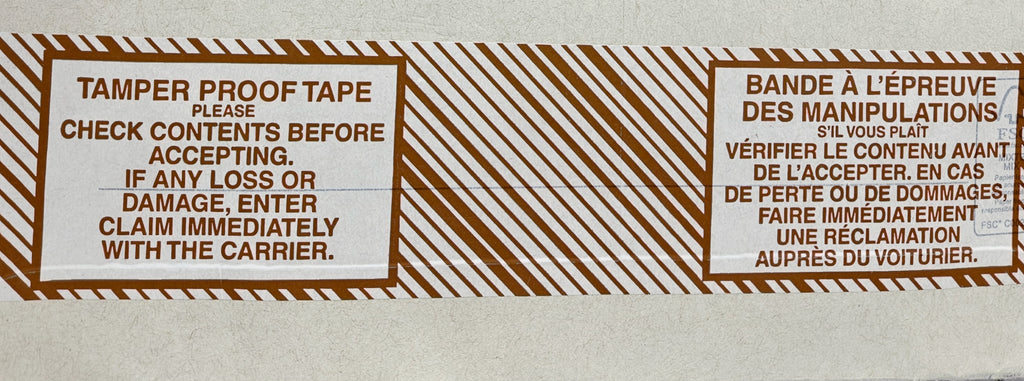 TAMPER PROOF TAPE
PLEASE
CHECK CONTENTS BEFORE
ACCEPTING.
IF ANY LOSS OR
DAMAGE, ENTER
CLAIM IMMEDIATELY
WITH THE CARRIER.
BANDE À L'ÉPREUVE
DES MANIPULATIONS
S'IL VOUS PLAÎT
VÉRIFIER LE CONTENU AVANT
DE L'ACCEPTER. EN CAS
DE PERTE OU DE DOMMAGES,
FAIRE IMMÉDIATEMENT
UNE RÉCLAMATION
AUPRÈS DU VOITURIER.
FSC